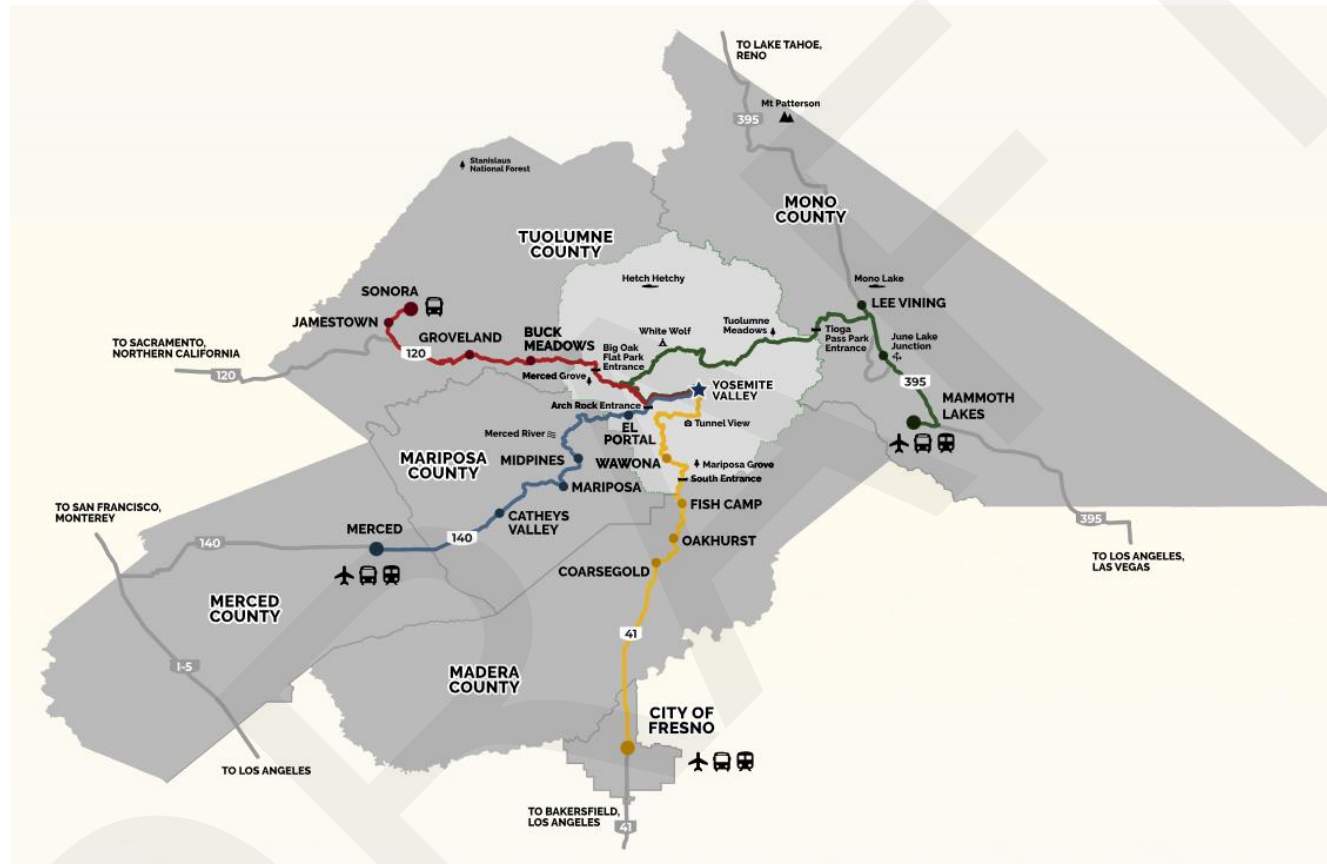 TO LAKE TAHOE,
RENO
Mt Patterson
395
Stanislaus
National Forest
MONO
COUNTY
TUOLUMNE
COUNTY
Hetch Hetchy
Mono Lake
SONORA
LEE VINING
JAMESTOWN
GROVELAND
BUCK
MEADOWS
White Wolf
Tuolumne
Meadows
Tioga
Pass Park
Entrance
June Lake
Junction
TO SACRAMENTO,
NORTHERN CALIFORNIA
120
120
Big Oak
Flat Park
Entrance
Merced Grove
395
YOSEMITE
VALLEY
MAMMOTH
LAKES
Arch Rock Entrance
EL
PORTAL
Tunnel View
Merced River
MARIPOSA
COUNTY
MIDPINES
WAWONA
Mariposa Grove
South Entrance
MARIPOSA
FISH CAMP
TO SAN FRANCISCO,
MONTEREY
CATHEYS
VALLEY
MERCED
140
140
OAKHURST
395
TO LOS ANGELES,
LAS VEGAS
COARSEGOLD
MERCED
COUNTY
41
I-5
MADERA
COUNTY
CITY OF
FRESNO
TO LOS ANGELES
TO BAKERSFIELD,
LOS ANGELES
41
DRAFT